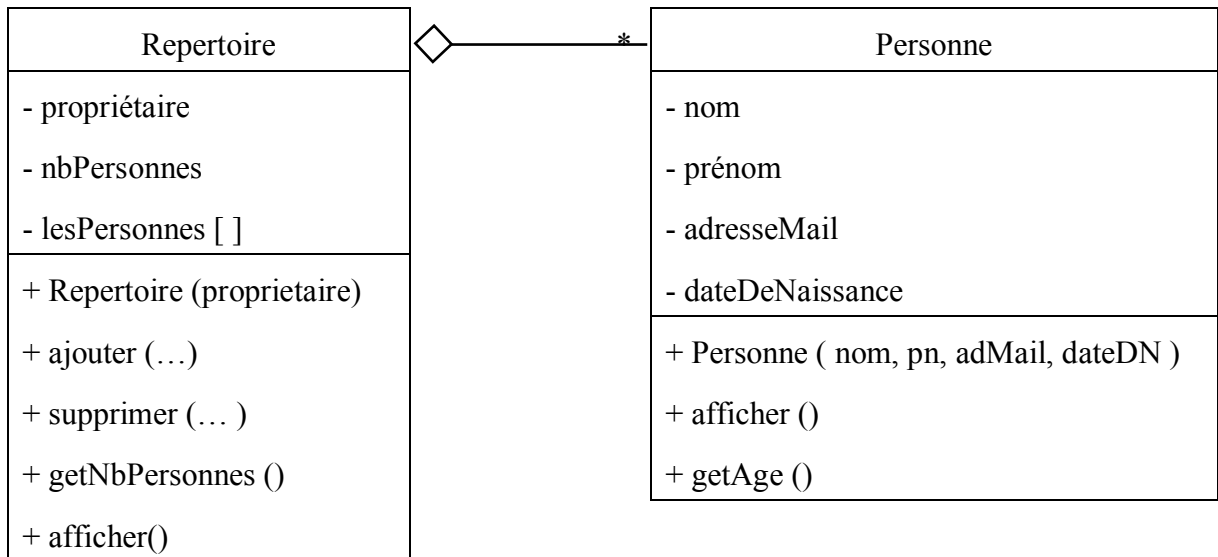 Repertoire
- propriétaire
- nbPersonnes
- lesPersonnes [ ]
+ Repertoire (proprietaire)
+ ajouter (…)
+ supprimer (… )
+ getNbPersonnes ()
+ afficher()
*
Personne
- nom
- prénom
- adresseMail
- dateDeNaissance
+ Personne ( nom, pn, adMail, dateDN )
+ afficher ()
+ getAge ()